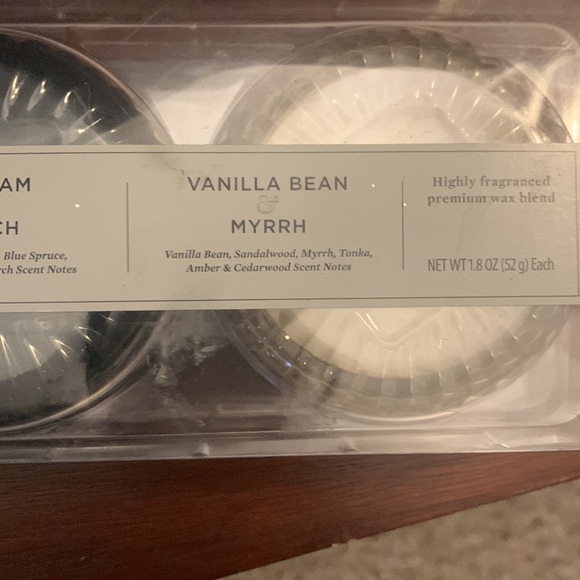 AM
CH
Blue Spruce,
rch Scent Notes
VANILLA BEAN
&
MYRRH
Vanilla Bean, Sandalwood, Myrrh, Tonka,
Amber & Cedarwood Scent Notes
Highly fragranced
premium wax blend
NET WT 1.8 OZ (52 g) Each